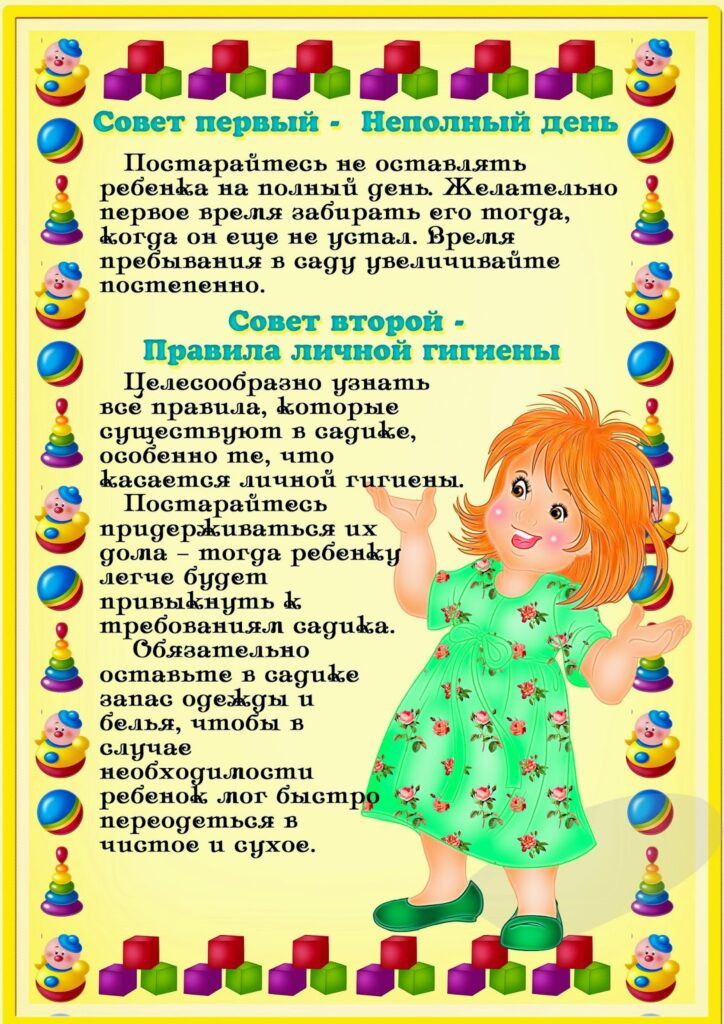 Совет первый - Неполный день
Постарайтесь не оставлять
ребенка на полный день. Желательно
первое время забирать его тогда,
когда он еще не устал. Время
пребывания в саду увеличивайте
постепенно.
Совет второй -
Правила личной гигиены
Целесообразно узнать
все правила, которые
существуют в садике,
особенно те, что
касается личной гигиены.
Постарайтесь
придерживаться их
дома – тогда ребенку
легче будет
привыкнуть к
требованиям садика.
Обязательно
оставьте в садике
запас одежды и
белья, чтобы в
случае
необходимости
ребенок мог быстро
переодеться в
чистое и сухое.